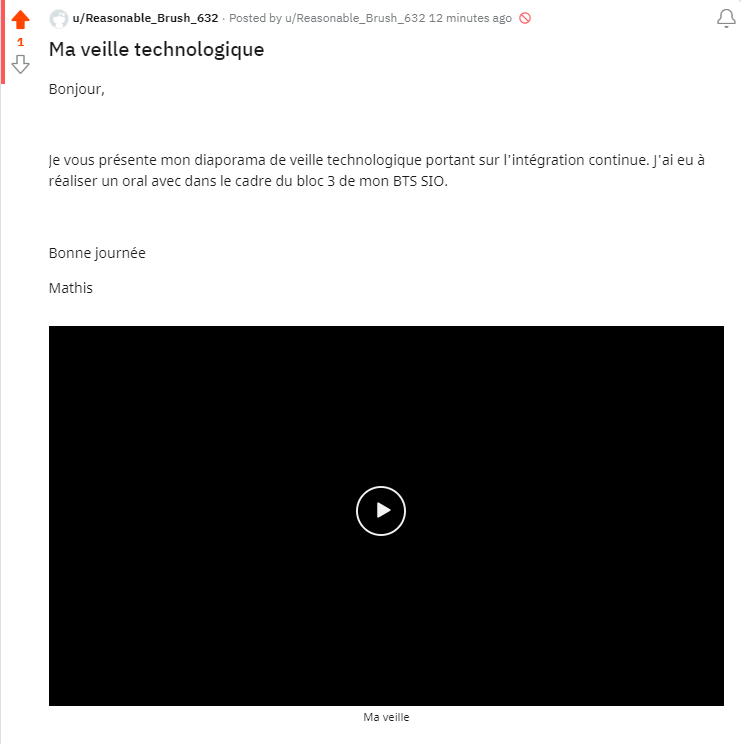 u/Reasonable_Brush_632 · Posted by u/Reasonable_Brush_632 12 minutes ago
1
Ma veille technologique
Bonjour,
Je vous présente mon diaporama de veille technologique portant sur l'intégration continue. J'ai eu à
réaliser un oral avec dans le cadre du bloc 3 de mon BTS SIO.
Bonne journée
Mathis
Ma veille